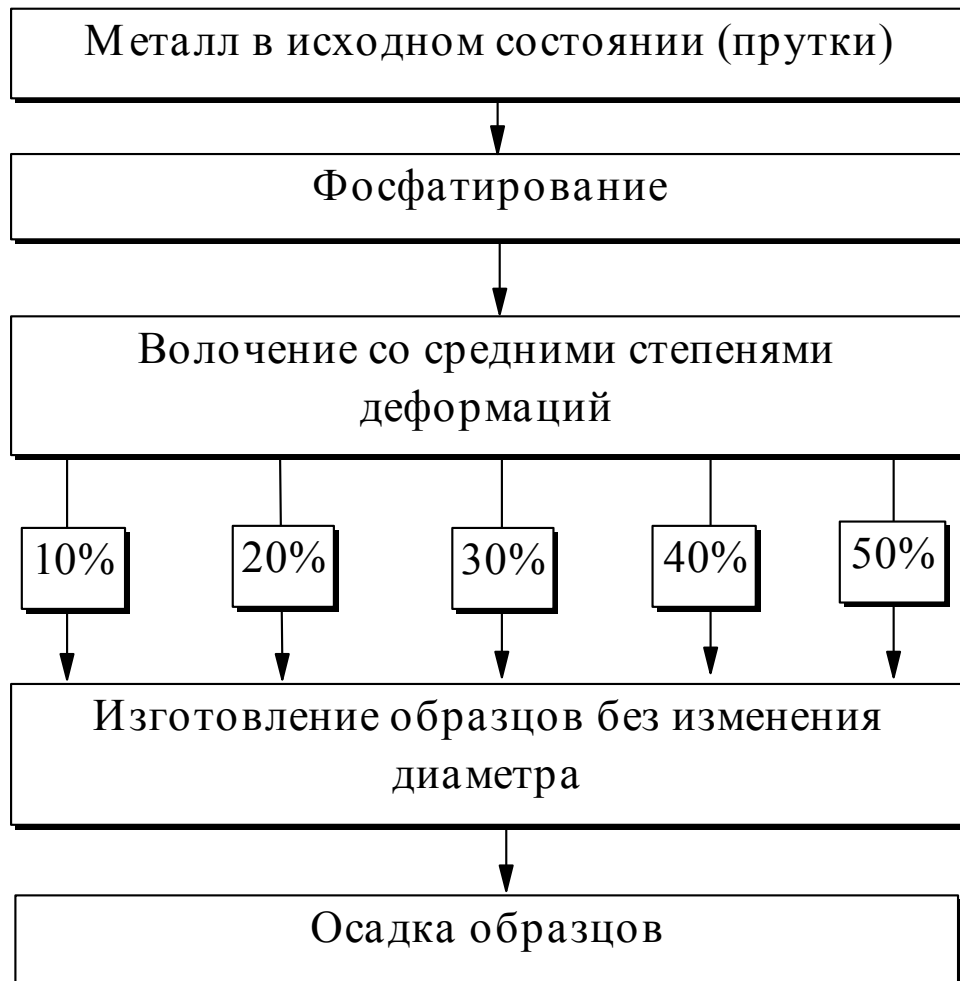 Металл в исходном состоянии (прутки)
Фосфатирование
Волочение со средними степенями
деформаций
10% 20% 30% 40% 50%
Изготовление образцов без изменения
диаметра
Осадка образцов